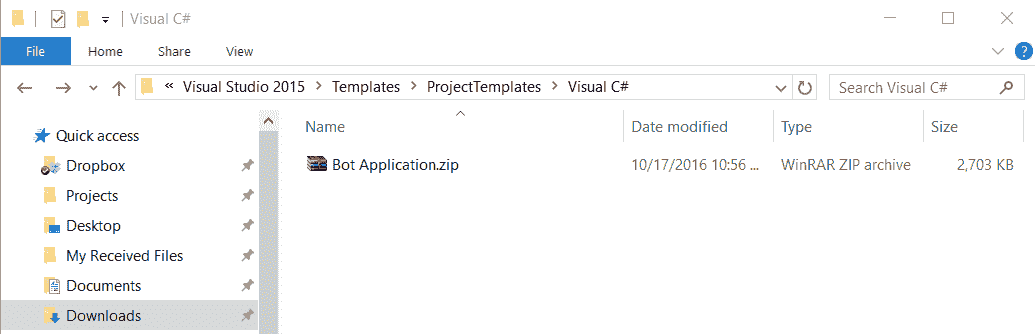 Visual C#
File Home Share View ?
« Visual Studio 2015 > Templates > ProjectTemplates > Visual C# Search Visual C#
Quick access
Dropbox
Projects
Desktop
My Received Files
Documents
Downloads
Name Date modified Type Size
Bot Application.zip 10/17/2016 10:56 ... WinRAR ZIP archive 2,703 KB